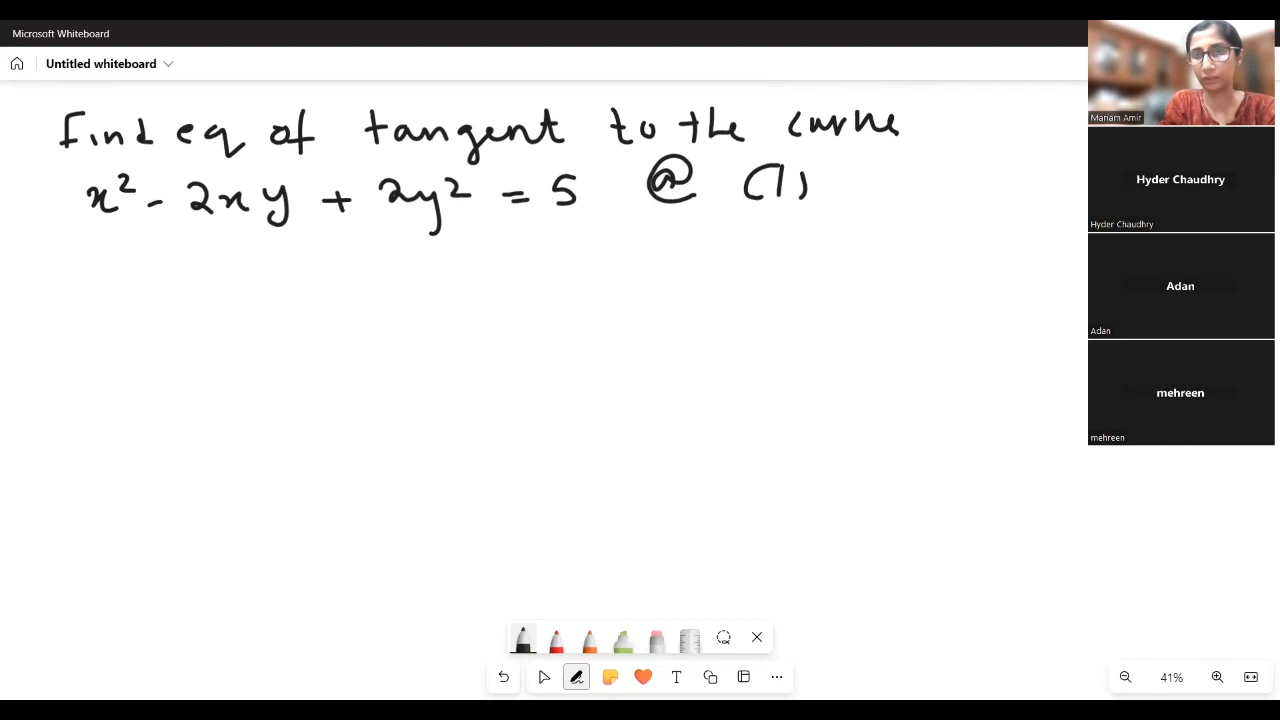 Microsoft Whiteboard
Untitled whiteboard
Find eq of tangent to the curve
x² - 2xy + 2y² = 5 @ (1,
Mariam Amir
Hyder Chaudhry
Hyder Chaudhry
Adan
Adan
mehreen
mehreen
T
41%